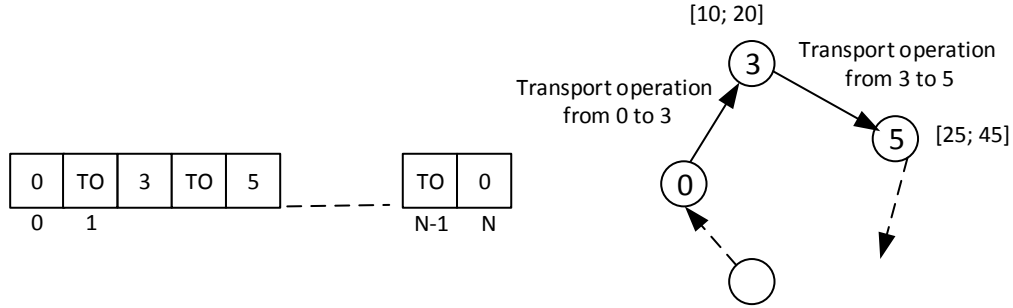 [10; 20]
3
Transport operation
from 3 to 5
Transport operation
from 0 to 3
5 [25; 45]
0 TO 3 TO 5 TO 0
0
0 1 N-1 N